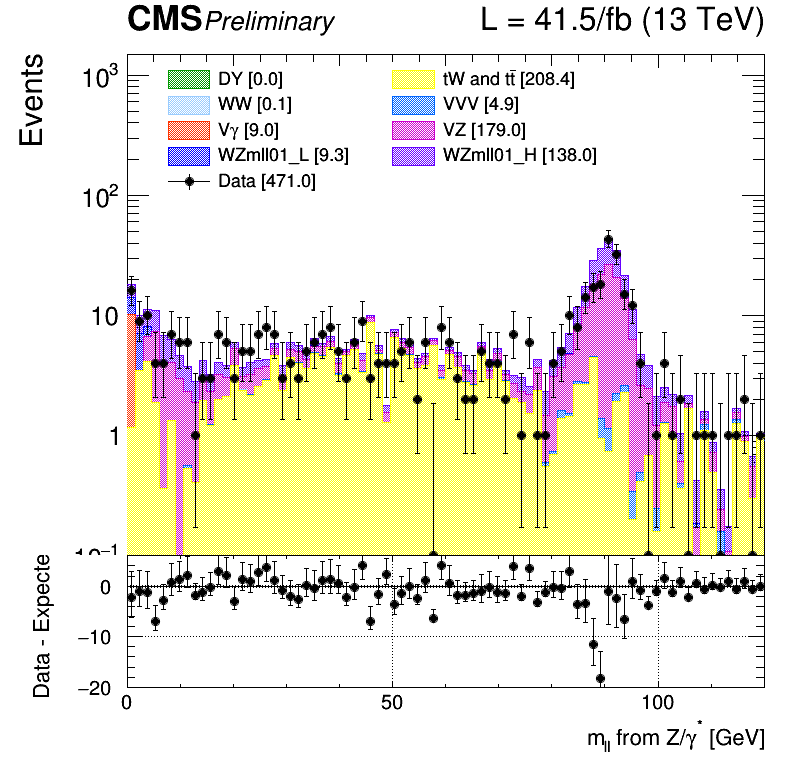 CMS Preliminary L = 41.5/fb (13 TeV)
Events
DY [0.0] tW and tt̄ [208.4]
WW [0.1] VVV [4.9]
Vγ [9.0] VZ [179.0]
WZmll01_L [9.3] WZmll01_H [138.0]
Data [471.0]
10³
10²
10
1
10⁻¹
Data - Expecte
0
−10
−20
0 50 100
m_ll from Z/γ* [GeV]